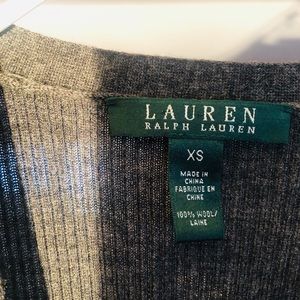 LAUREN
RALPH LAUREN
XS
MADE IN
CHINA
FABRIQUE EN
CHINE
100% WOOL/
LAINE